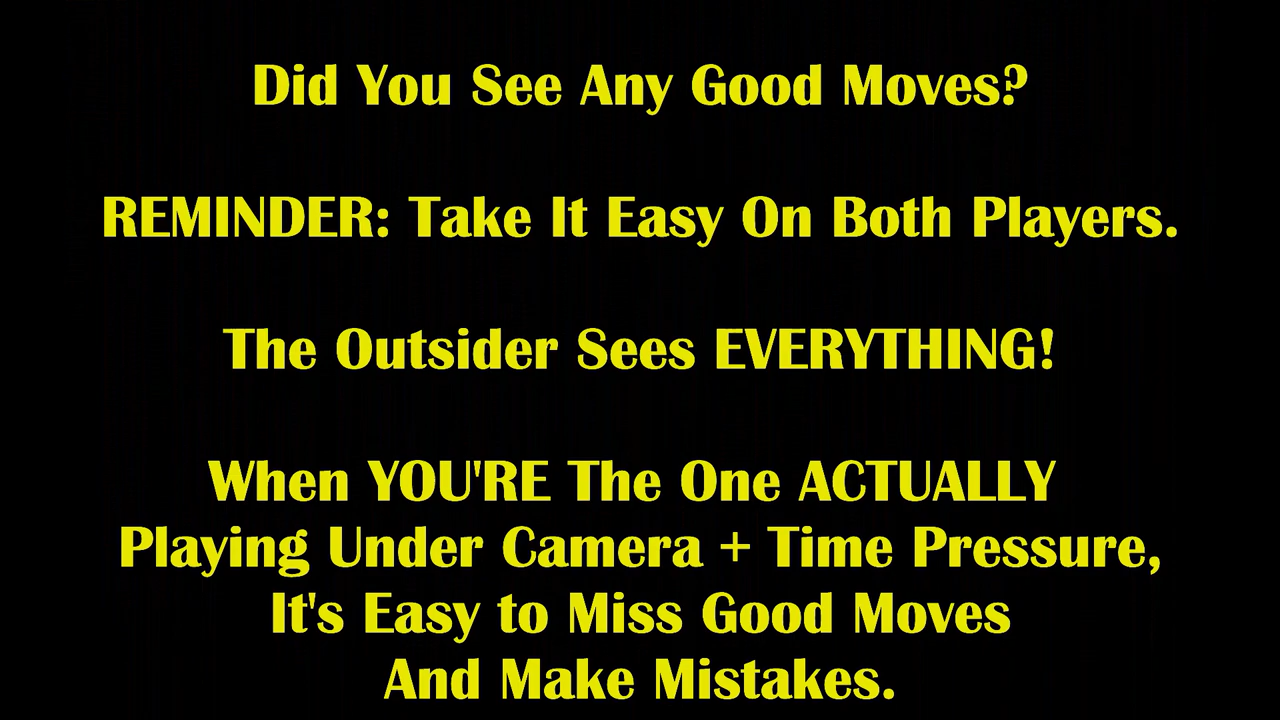 Did You See Any Good Moves?
REMINDER: Take It Easy On Both Players.
The Outsider Sees EVERYTHING!
When YOU'RE The One ACTUALLY
Playing Under Camera + Time Pressure,
It's Easy to Miss Good Moves
And Make Mistakes.